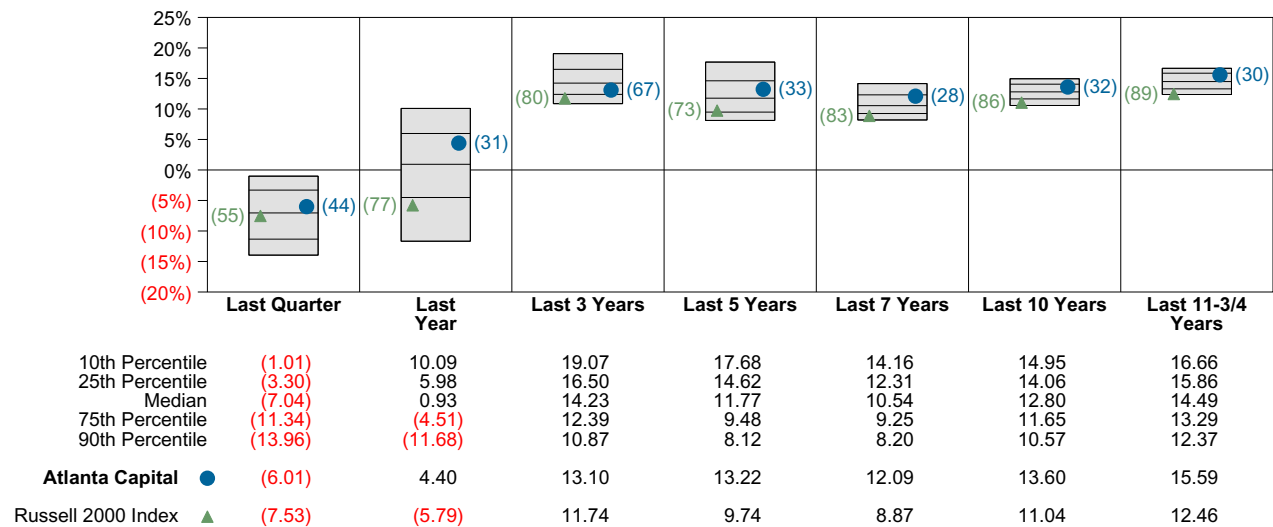 25%
20%
15%
10%
5%
0%
(5%)
(10%)
(15%)
(20%)
(55) (44)
(77) (31)
(80) (67)
(73) (33)
(83) (28)
(86) (32)
(89) (30)
Last Quarter Last Year Last 3 Years Last 5 Years Last 7 Years Last 10 Years Last 11-3/4 Years
10th Percentile (1.01) 10.09 19.07 17.68 14.16 14.95 16.66
25th Percentile (3.30) 5.98 16.50 14.62 12.31 14.06 15.86
Median (7.04) 0.93 14.23 11.77 10.54 12.80 14.49
75th Percentile (11.34) (4.51) 12.39 9.48 9.25 11.65 13.29
90th Percentile (13.96) (11.68) 10.87 8.12 8.20 10.57 12.37
Atlanta Capital (6.01) 4.40 13.10 13.22 12.09 13.60 15.59
Russell 2000 Index (7.53) (5.79) 11.74 9.74 8.87 11.04 12.46